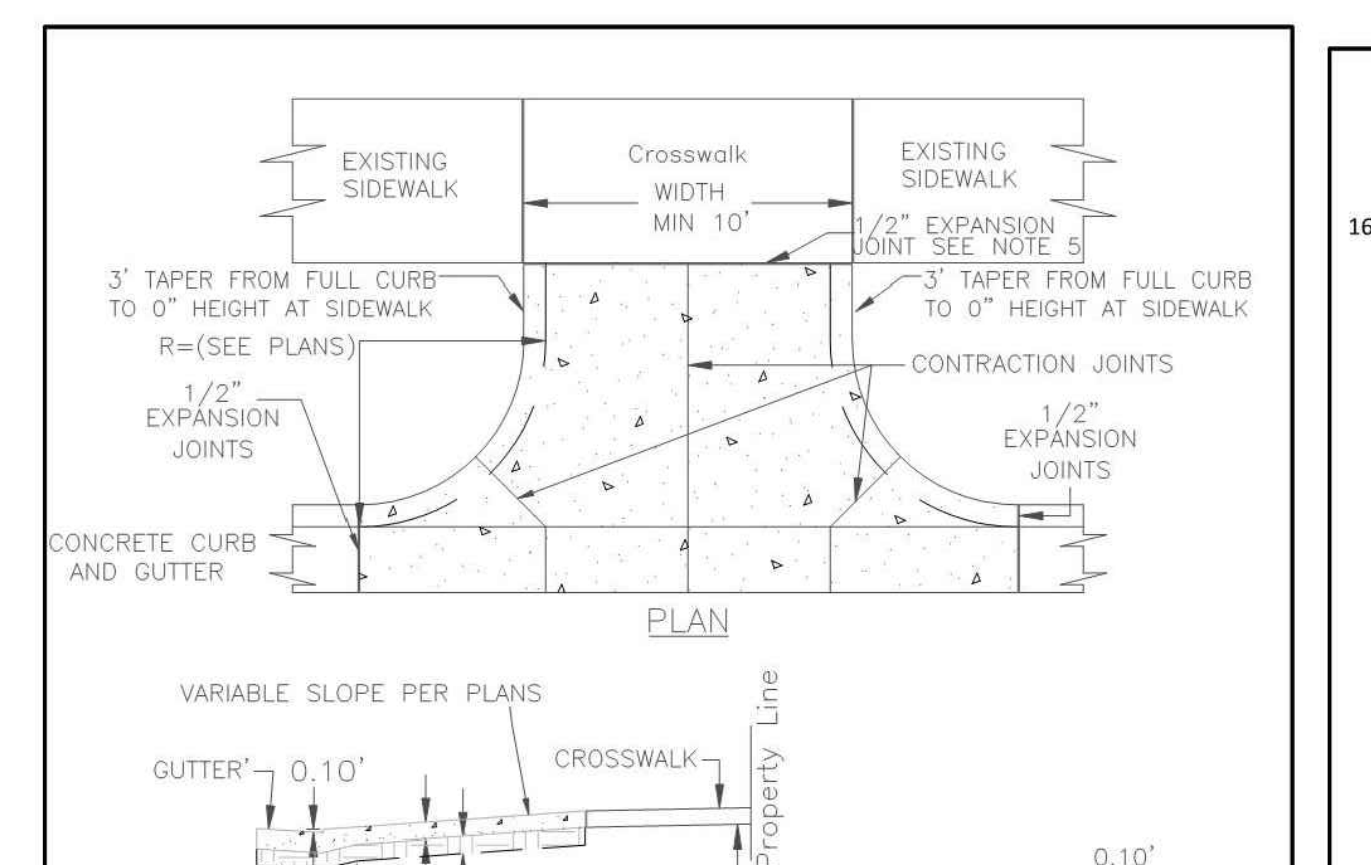 EXISTING
SIDEWALK
Crosswalk
WIDTH
MIN 10'
EXISTING
SIDEWALK
1/2" EXPANSION
JOINT SEE NOTE 5
3' TAPER FROM FULL CURB
TO 0" HEIGHT AT SIDEWALK
3' TAPER FROM FULL CURB
TO 0" HEIGHT AT SIDEWALK
R=(SEE PLANS)
CONTRACTION JOINTS
1/2"
EXPANSION
JOINTS
1/2"
EXPANSION
JOINTS
CONCRETE CURB
AND GUTTER
PLAN
VARIABLE SLOPE PER PLANS
GUTTER'
0.10'
CROSSWALK
Property Line
0.10'
16